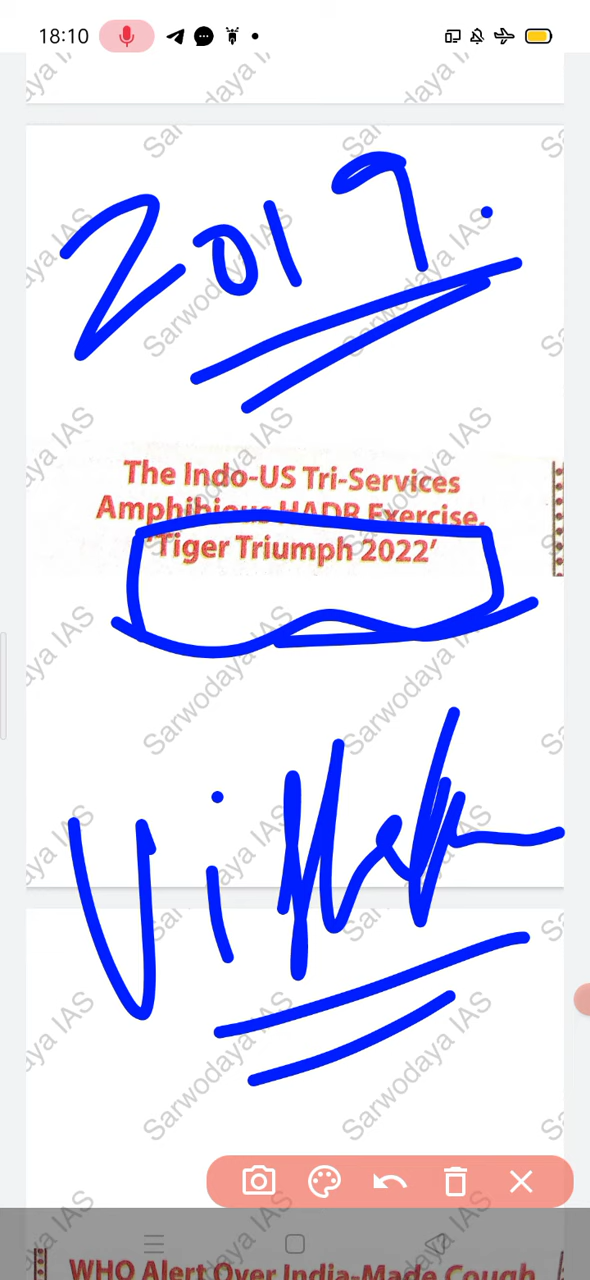 18:10
2019.
The Indo-US Tri-Services
Amphibious HADR Exercise,
'Tiger Triumph 2022'
Sarwodaya IAS
WHO Alert Over India-Made Cough